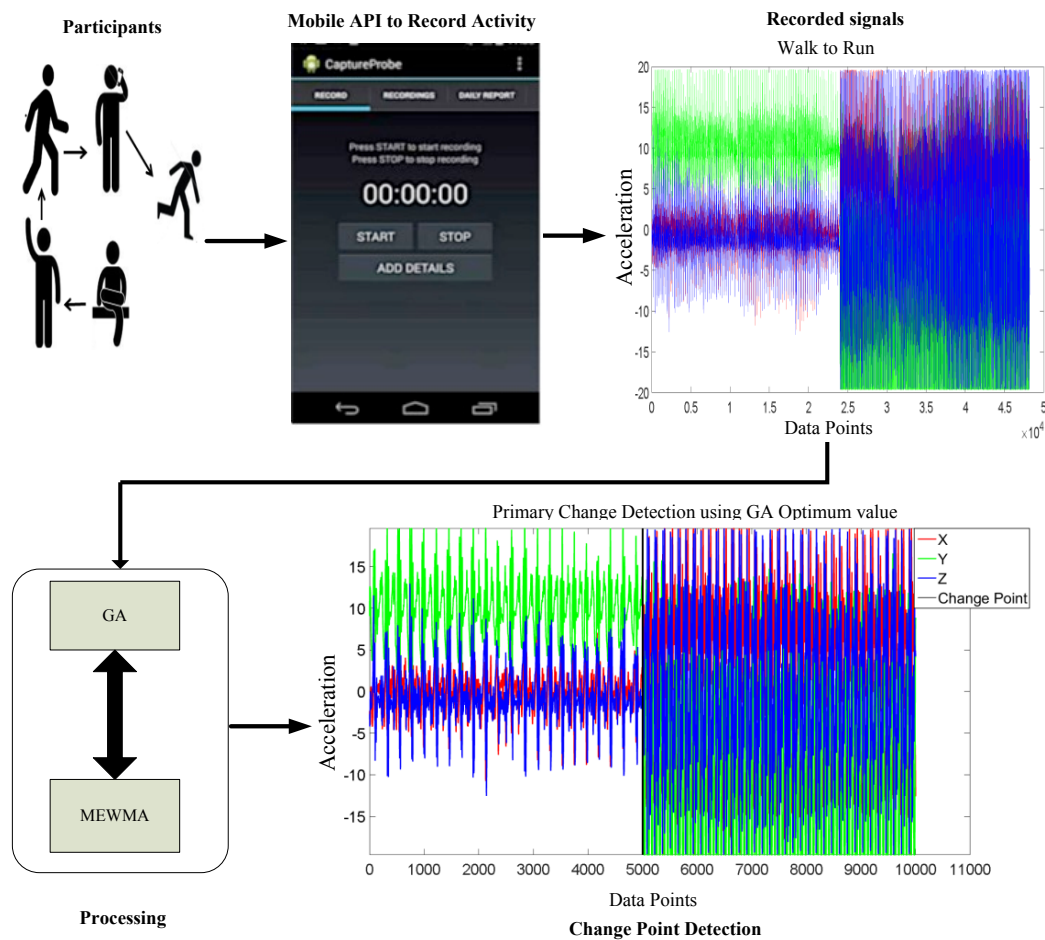 Participants
Mobile API to Record Activity
CaptureProbe
RECORD RECORDINGS DAILY REPORT
Press START to start recording
Press STOP to stop recording
00:00:00
START STOP
ADD DETAILS
Recorded signals
Walk to Run
20
15
10
5
0
-5
-10
-15
-20
Acceleration
0 0.5 1 1.5 2 2.5 3 3.5 4 4.5 5
×10⁴
Data Points
GA
MEWMA
Processing
Primary Change Detection using GA Optimum value
X
Y
Z
Change Point
15
10
5
0
-5
-10
-15
Acceleration
0 1000 2000 3000 4000 5000 6000 7000 8000 9000 10000 11000
Data Points
Change Point Detection